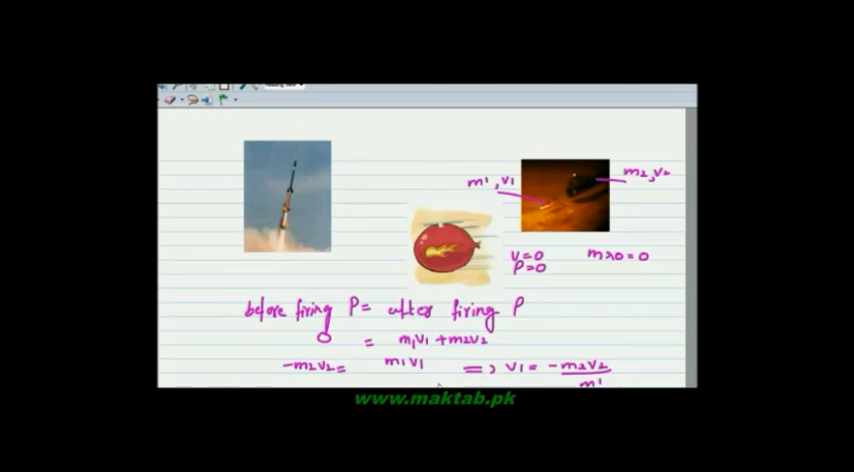 m1, v1
m2, v2
v=0
P=0
m×0=0
before firing P= after firing P
0 = m1v1 + m2v2
-m2v2 = m1v1 => v1 = -m2v2
m1
www.maktab.pk